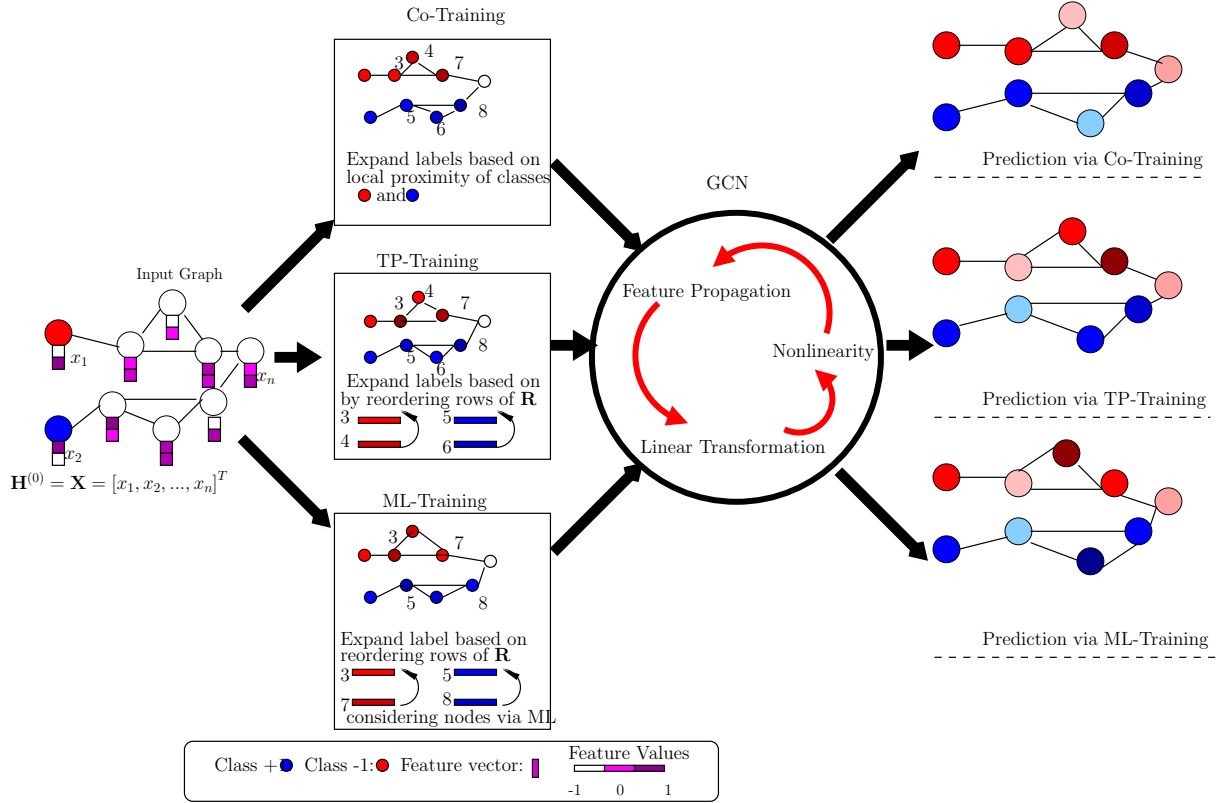 Co-Training
4
3
7
5
6
8
Expand labels based on
local proximity of classes
and
Prediction via Co-Training
GCN
Feature Propagation
Nonlinearity
Linear Transformation
Input Graph
x1
xn
x2
H(0) = X = [x1, x2, ..., xn]T
TP-Training
4
3
7
5
6
8
Expand labels based on
by reordering rows of R
3
5
4
6
Prediction via TP-Training
ML-Training
3
7
5
8
Expand label based on
reordering rows of R
3
5
7
8
considering nodes via ML
Prediction via ML-Training
Class +1
Class -1:
Feature vector:
Feature Values
-1 0 1